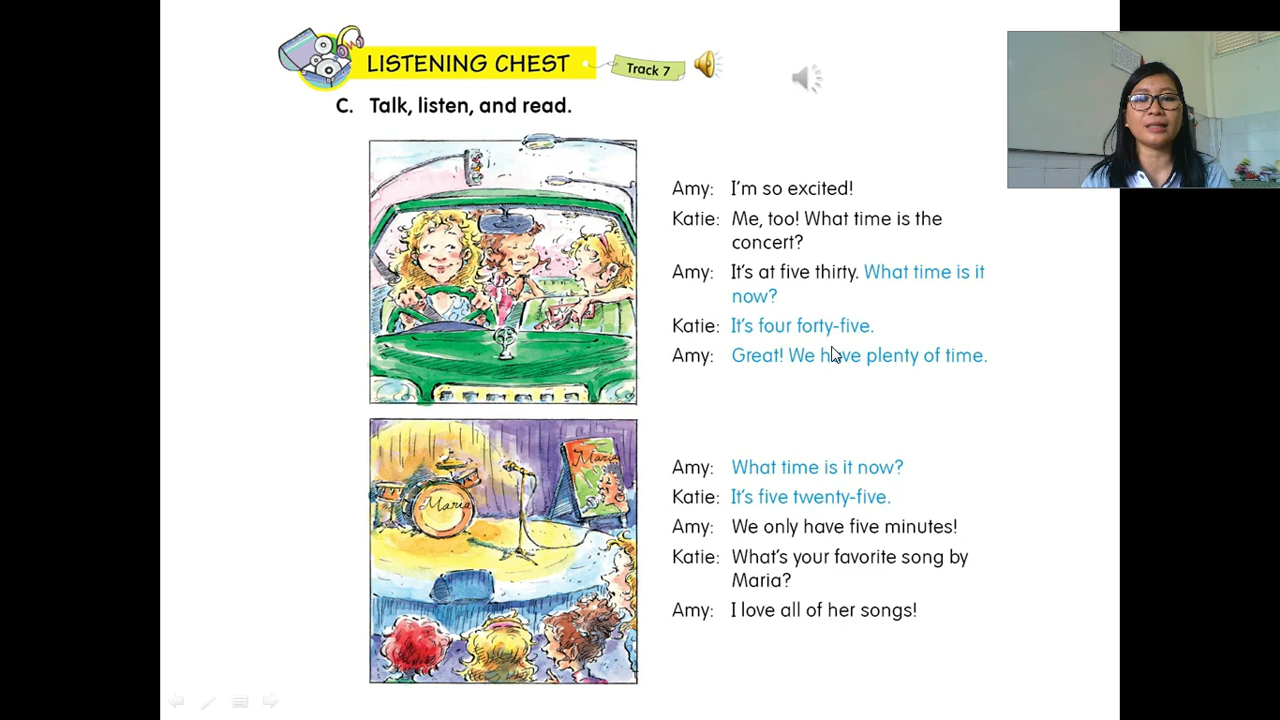 LISTENING CHEST
Track 7
C. Talk, listen, and read.
Amy: I'm so excited!
Katie: Me, too! What time is the
concert?
Amy: It's at five thirty. What time is it
now?
Katie: It's four forty-five.
Amy: Great! We have plenty of time.
Maria
Maria
Amy: What time is it now?
Katie: It's five twenty-five.
Amy: We only have five minutes!
Katie: What's your favorite song by
Maria?
Amy: I love all of her songs!